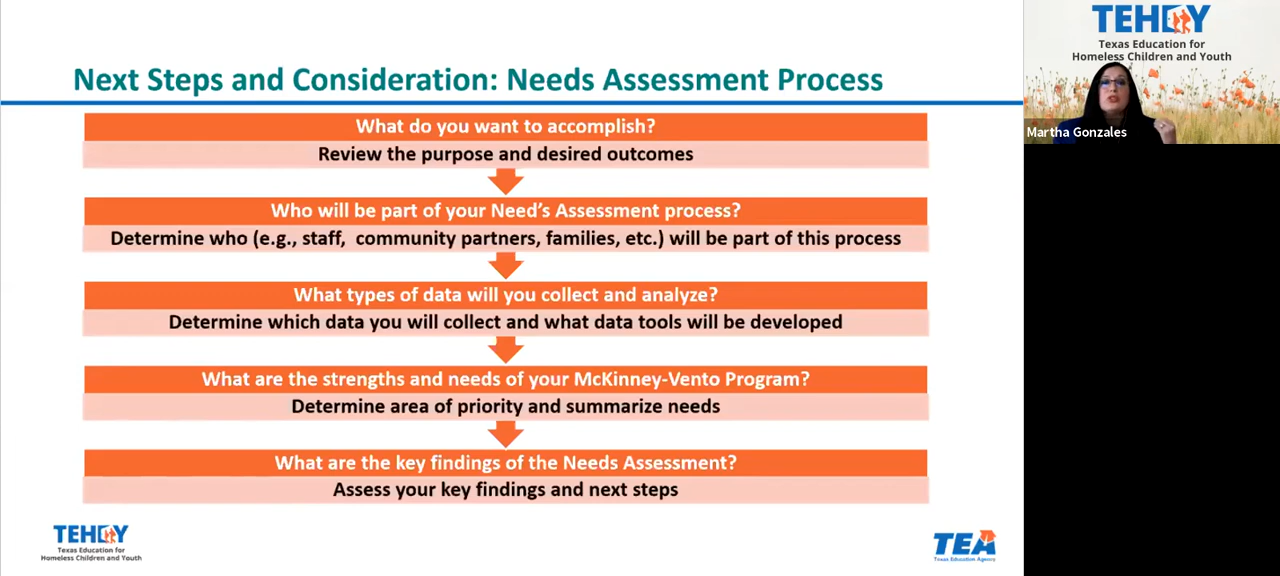 Next Steps and Consideration: Needs Assessment Process
What do you want to accomplish?
Review the purpose and desired outcomes
Who will be part of your Need's Assessment process?
Determine who (e.g., staff, community partners, families, etc.) will be part of this process
What types of data will you collect and analyze?
Determine which data you will collect and what data tools will be developed
What are the strengths and needs of your McKinney-Vento Program?
Determine area of priority and summarize needs
What are the key findings of the Needs Assessment?
Assess your key findings and next steps
TEHCY
Texas Education for
Homeless Children and Youth
TEA
Texas Education Agency
TEHCY
Texas Education for
Homeless Children and Youth
Martha Gonzales